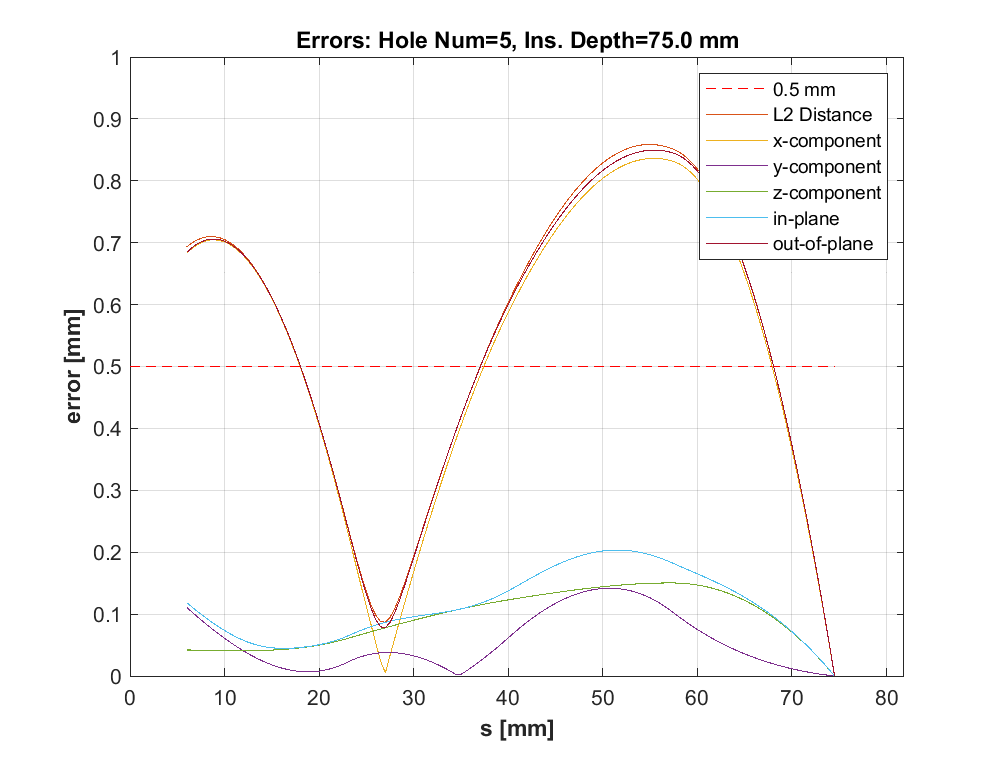 Errors: Hole Num=5, Ins. Depth=75.0 mm
1
0.9
0.8
0.7
0.6
0.5
0.4
0.3
0.2
0.1
0
error [mm]
0.5 mm
L2 Distance
x-component
y-component
z-component
in-plane
out-of-plane
0 10 20 30 40 50 60 70 80
s [mm]